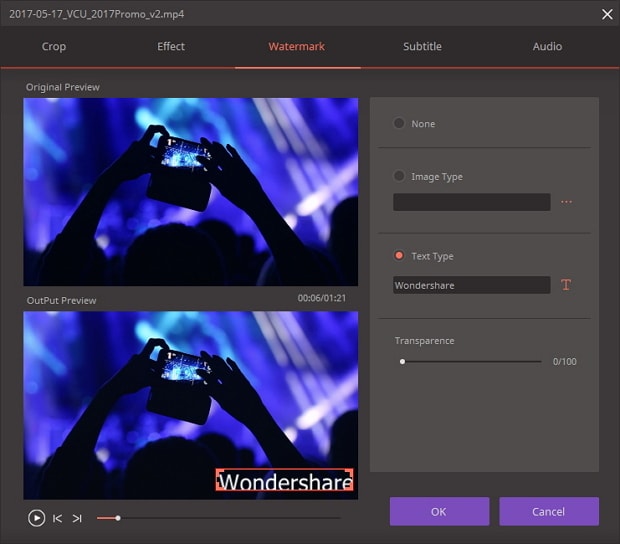 2017-05-17_VCU_2017Promo_v2.mp4
Crop Effect Watermark Subtitle Audio
Original Preview
None
Image Type
...
Text Type
Wondershare T
OutPut Preview 00:06/01:21
Transparence
0/100
Wondershare
OK Cancel